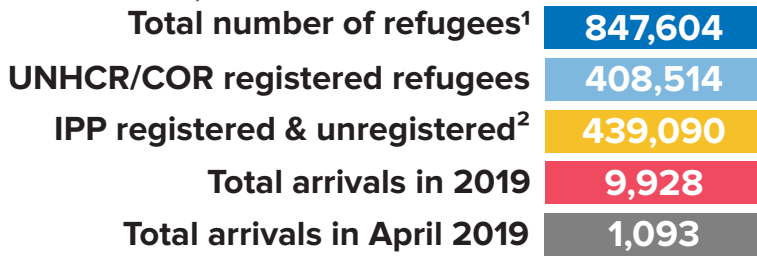 Total number of refugees¹ 847,604
UNHCR/COR registered refugees 408,514
IPP registered & unregistered² 439,090
Total arrivals in 2019 9,928
Total arrivals in April 2019 1,093